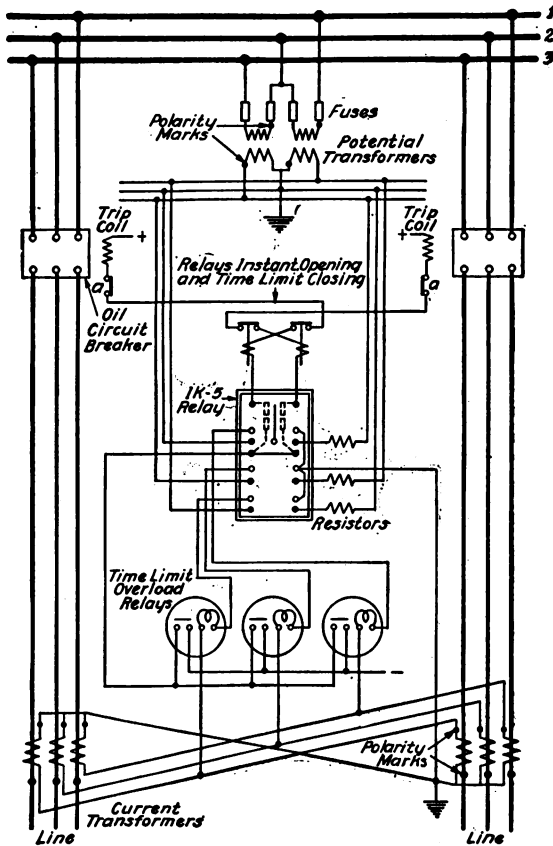 1
2
3
Fuses
Polarity
Marks
Potential
Transformers
Trip
Coil
+
Trip
Coil
+
Relays Instant Opening
and Time Limit Closing
a
a
Oil
Circuit
Breaker
IK-5
Relay
Resistors
Time Limit
Overload
Relays
Polarity
Marks
Current
Transformers
Line
Line